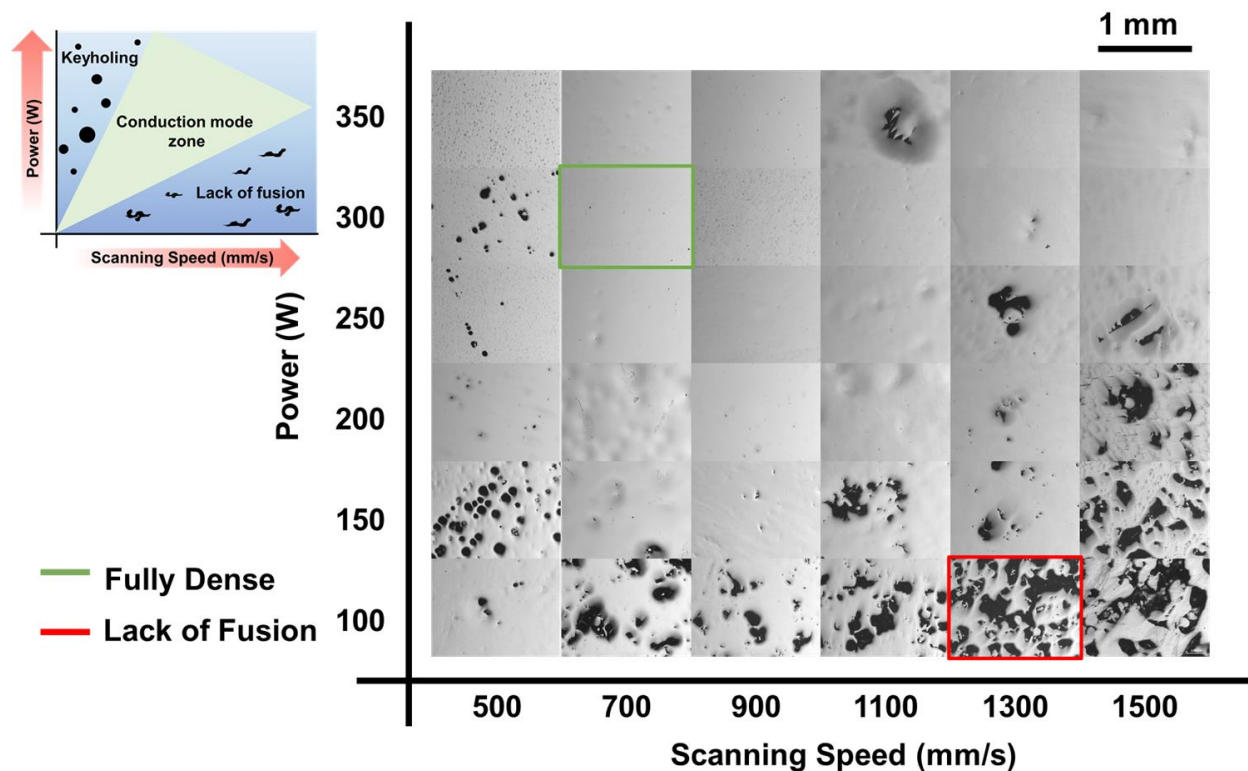 Power (W)
Keyholing
Conduction mode
zone
Lack of fusion
Scanning Speed (mm/s)
1 mm
Power (W)
350
300
250
200
150
100
Fully Dense
Lack of Fusion
500
700
900
1100
1300
1500
Scanning Speed (mm/s)